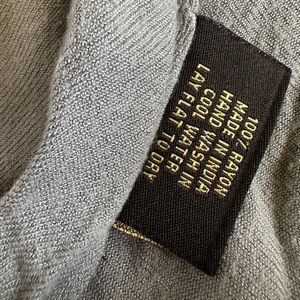 100% RAYON
MADE IN INDIA
HAND WASH IN
COOL WATER
LAY FLAT TO DRY